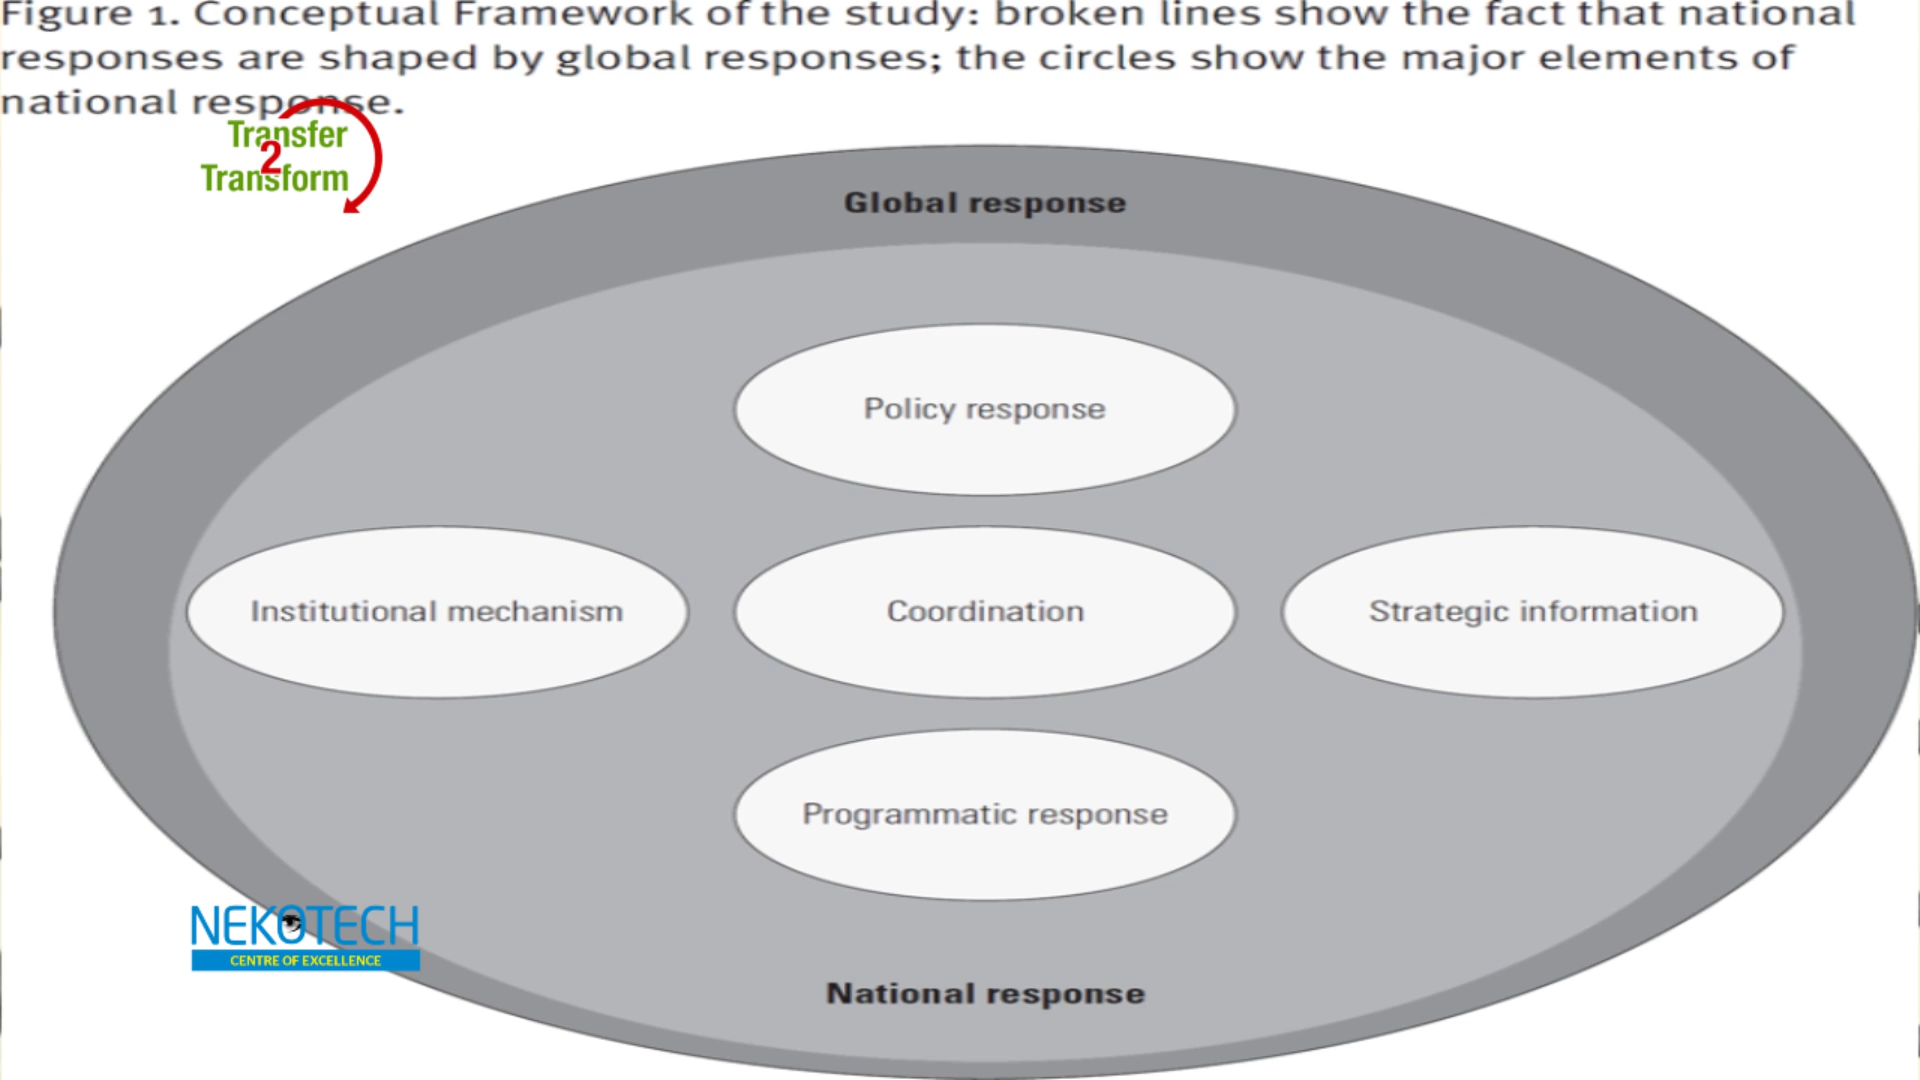 Figure 1. Conceptual Framework of the study: broken lines show the fact that national
responses are shaped by global responses; the circles show the major elements of
national response.
Transfer
2
Transform
Global response
Policy response
Institutional mechanism
Coordination
Strategic information
Programmatic response
NEKOTECH
CENTRE OF EXCELLENCE
National response